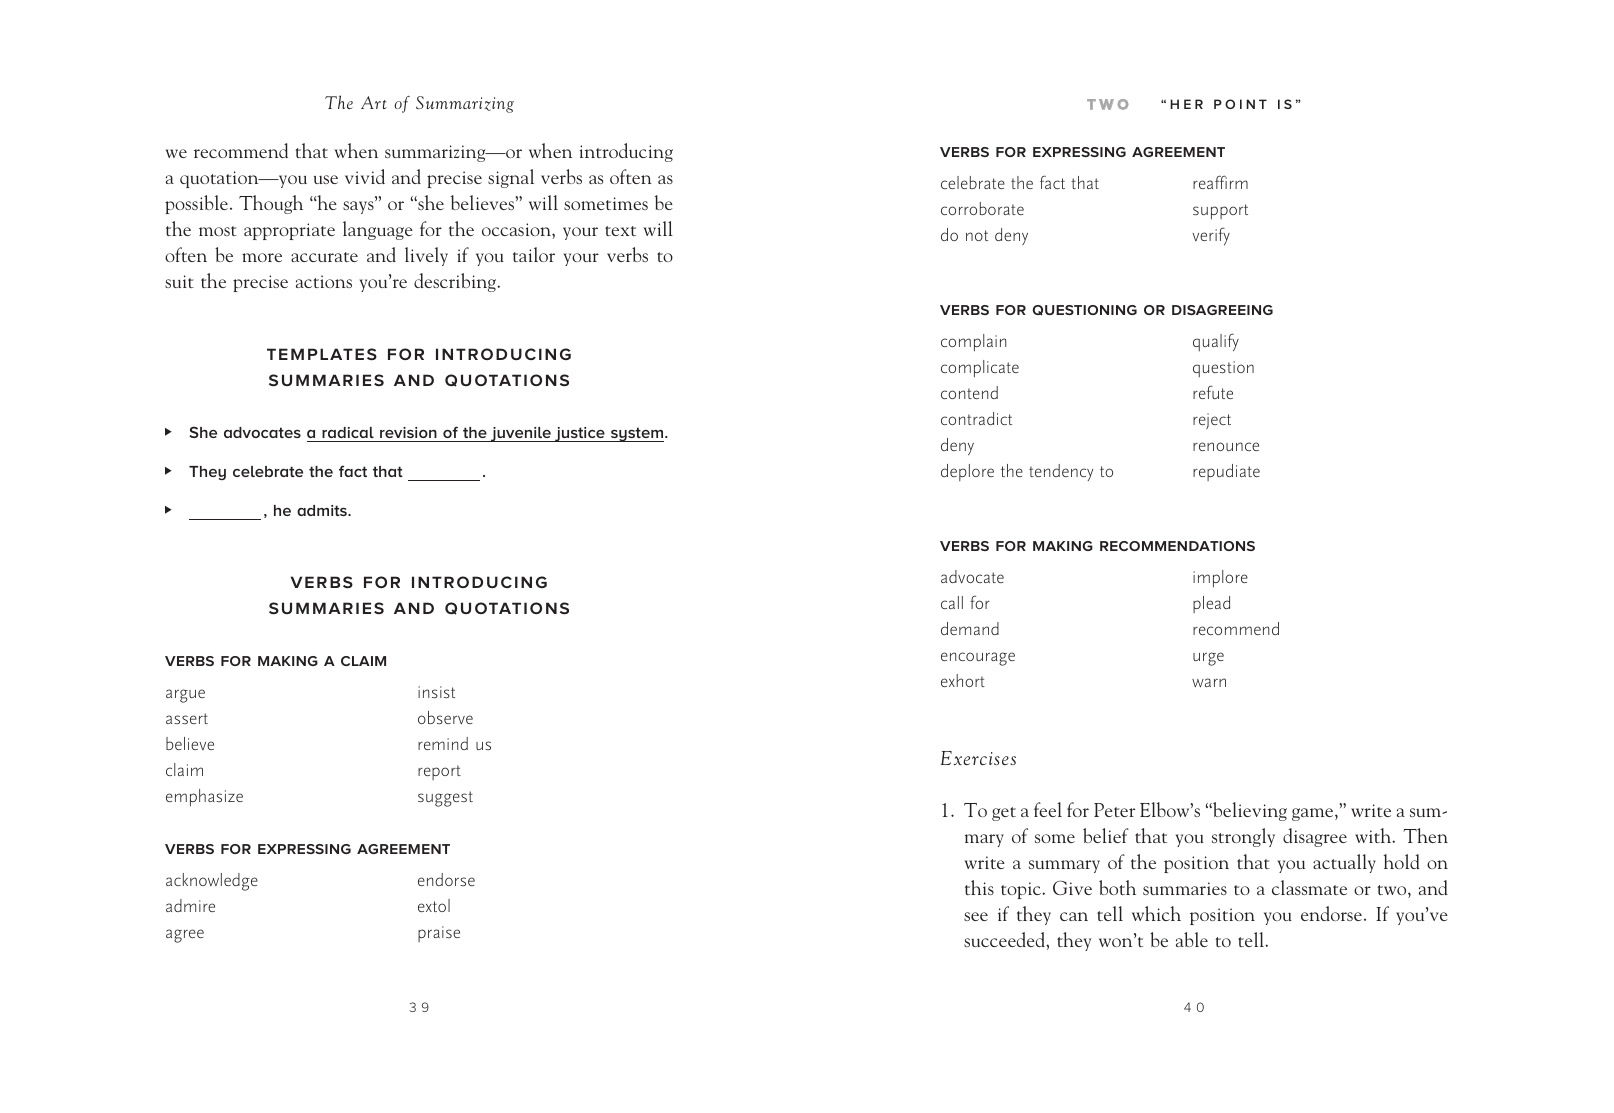 The Art of Summarizing
we recommend that when summarizing—or when introducing
a quotation—you use vivid and precise signal verbs as often as
possible. Though “he says” or “she believes” will sometimes be
the most appropriate language for the occasion, your text will
often be more accurate and lively if you tailor your verbs to
suit the precise actions you’re describing.
TEMPLATES FOR INTRODUCING
SUMMARIES AND QUOTATIONS
▸ She advocates a radical revision of the juvenile justice system.
▸ They celebrate the fact that ________.
▸ ________, he admits.
VERBS FOR INTRODUCING
SUMMARIES AND QUOTATIONS
VERBS FOR MAKING A CLAIM
argue insist
assert observe
believe remind us
claim report
emphasize suggest
VERBS FOR EXPRESSING AGREEMENT
acknowledge endorse
admire extol
agree praise
39
TWO “HER POINT IS”
VERBS FOR EXPRESSING AGREEMENT
celebrate the fact that reaffirm
corroborate support
do not deny verify
VERBS FOR QUESTIONING OR DISAGREEING
complain qualify
complicate question
contend refute
contradict reject
deny renounce
deplore the tendency to repudiate
VERBS FOR MAKING RECOMMENDATIONS
advocate implore
call for plead
demand recommend
encourage urge
exhort warn
Exercises
1. To get a feel for Peter Elbow’s “believing game,” write a sum-
mary of some belief that you strongly disagree with. Then
write a summary of the position that you actually hold on
this topic. Give both summaries to a classmate or two, and
see if they can tell which position you endorse. If you’ve
succeeded, they won’t be able to tell.
40